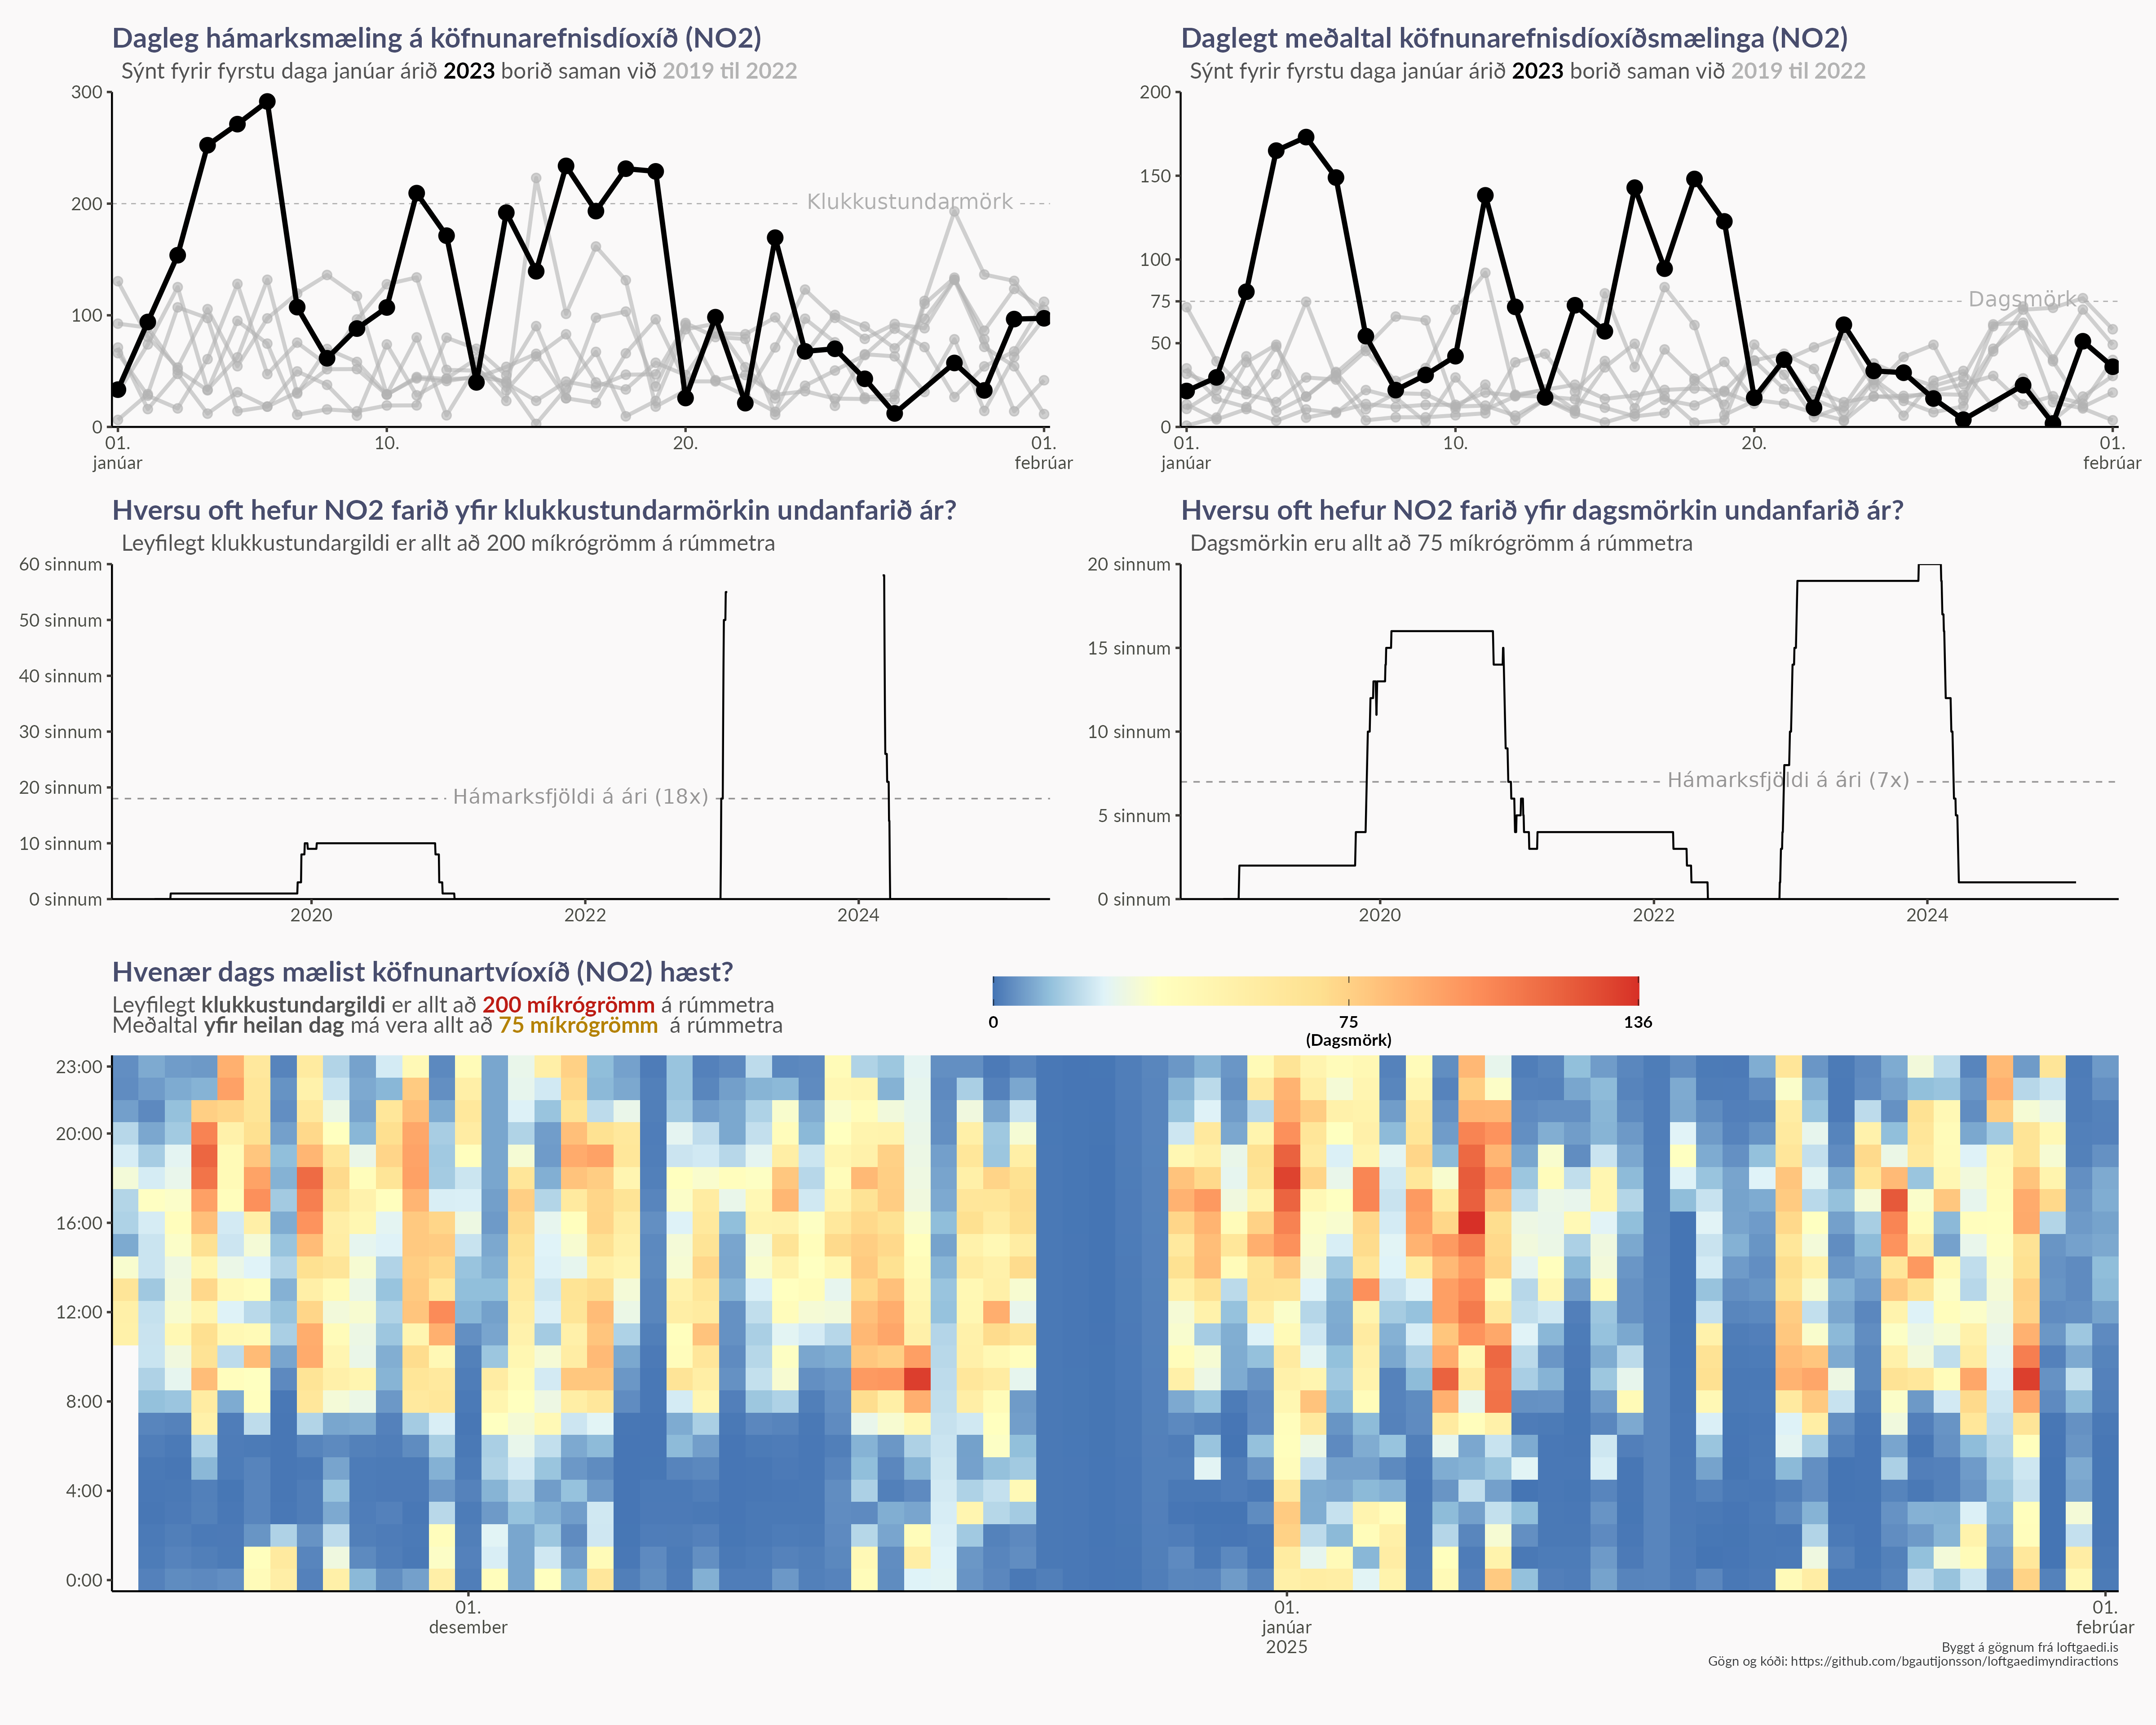 Dagleg hámarksmæling á köfnunarefnisdíoxíð (NO2)
Sýnt fyrir fyrstu daga janúar árið 2023 borið saman við 2019 til 2022
300
200
100
0
Klukkustundarmörk
01.
janúar
10.
20.
01.
febrúar
Daglegt meðaltal köfnunarefnisdíoxíðsmælinga (NO2)
Sýnt fyrir fyrstu daga janúar árið 2023 borið saman við 2019 til 2022
200
150
100
75
50
0
Dagsmörk
01.
janúar
10.
20.
01.
febrúar
Hversu oft hefur NO2 farið yfir klukkustundarmörkin undanfarið ár?
Leyfilegt klukkustundargildi er allt að 200 míkrógrömm á rúmmetra
60 sinnum
50 sinnum
40 sinnum
30 sinnum
20 sinnum
10 sinnum
0 sinnum
Hámarksfjöldi á ári (18x)
2020
2022
2024
Hversu oft hefur NO2 farið yfir dagsmörkin undanfarið ár?
Dagsmörkin eru allt að 75 míkrógrömm á rúmmetra
20 sinnum
15 sinnum
10 sinnum
5 sinnum
0 sinnum
Hámarksfjöldi á ári (7x)
2020
2022
2024
Hvenær dags mælist köfnunartvíoxíð (NO2) hæst?
Leyfilegt klukkustundargildi er allt að 200 míkrógrömm á rúmmetra
Meðaltal yfir heilan dag má vera allt að 75 míkrógrömm á rúmmetra
0
75
(Dagsmörk)
136
23:00
20:00
16:00
12:00
8:00
4:00
0:00
01.
desember
01.
janúar
2025
01.
febrúar
Byggt á gögnum frá loftgaedi.is
Gögn og kóði: https://github.com/bgautijonsson/loftgaedimyndiractions